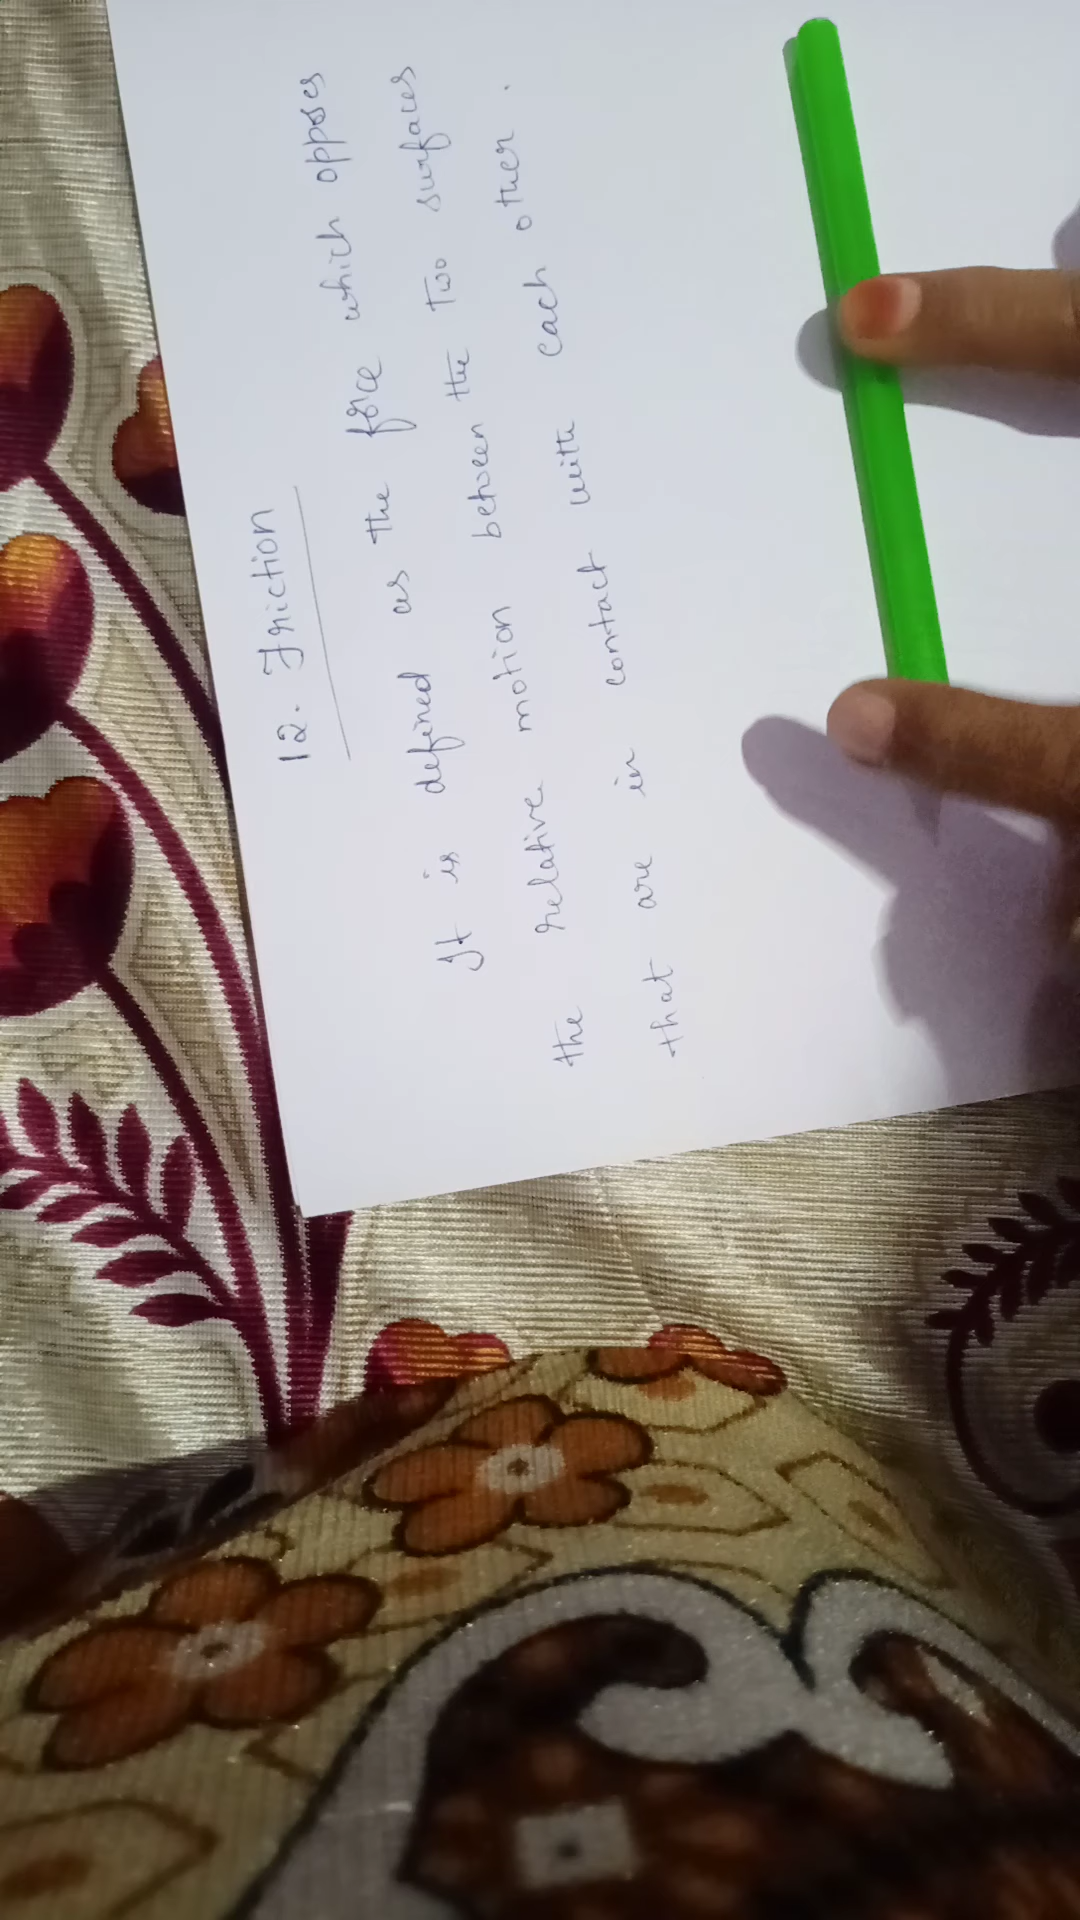 12. Friction
It is defined as the force which opposes
the relative motion between the two surfaces
that are in contact with each other.